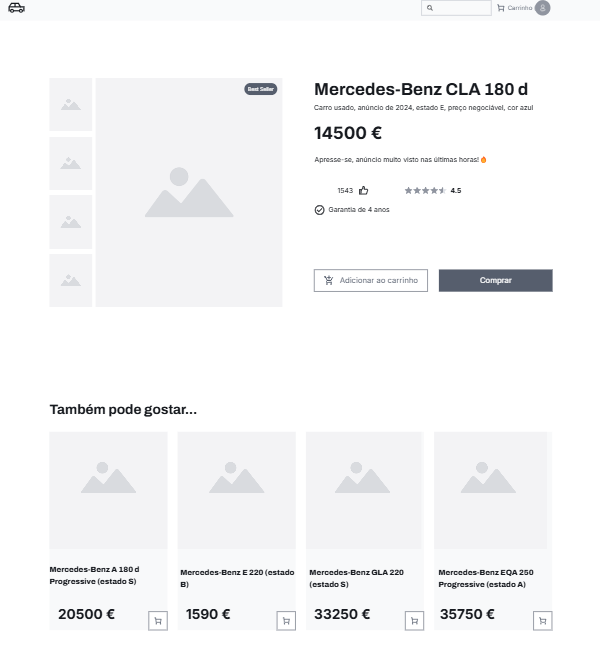 Carrinho
Best Seller
Mercedes-Benz CLA 180 d
Carro usado, anúncio de 2024, estado E, preço negociável, cor azul
14500 €
Apresse-se, anúncio muito visto nas últimas horas!🔥
1543
4.5
Garantia de 4 anos
Adicionar ao carrinho
Comprar
Também pode gostar...
Mercedes-Benz A 180 d
Progressive (estado S)
20500 €
Mercedes-Benz E 220 (estado
B)
1590 €
Mercedes-Benz GLA 220
(estado S)
33250 €
Mercedes-Benz EQA 250
Progressive (estado A)
35750 €